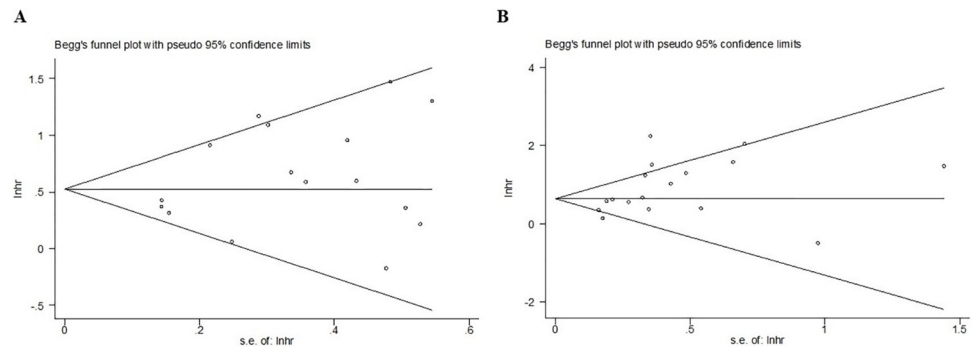 A
Begg's funnel plot with pseudo 95% confidence limits
lnhr
1.5
1
.5
0
-.5
0
.2
.4
.6
s.e. of: lnhr
B
Begg's funnel plot with pseudo 95% confidence limits
lnhr
4
2
0
-2
0
.5
1
1.5
s.e. of: lnhr